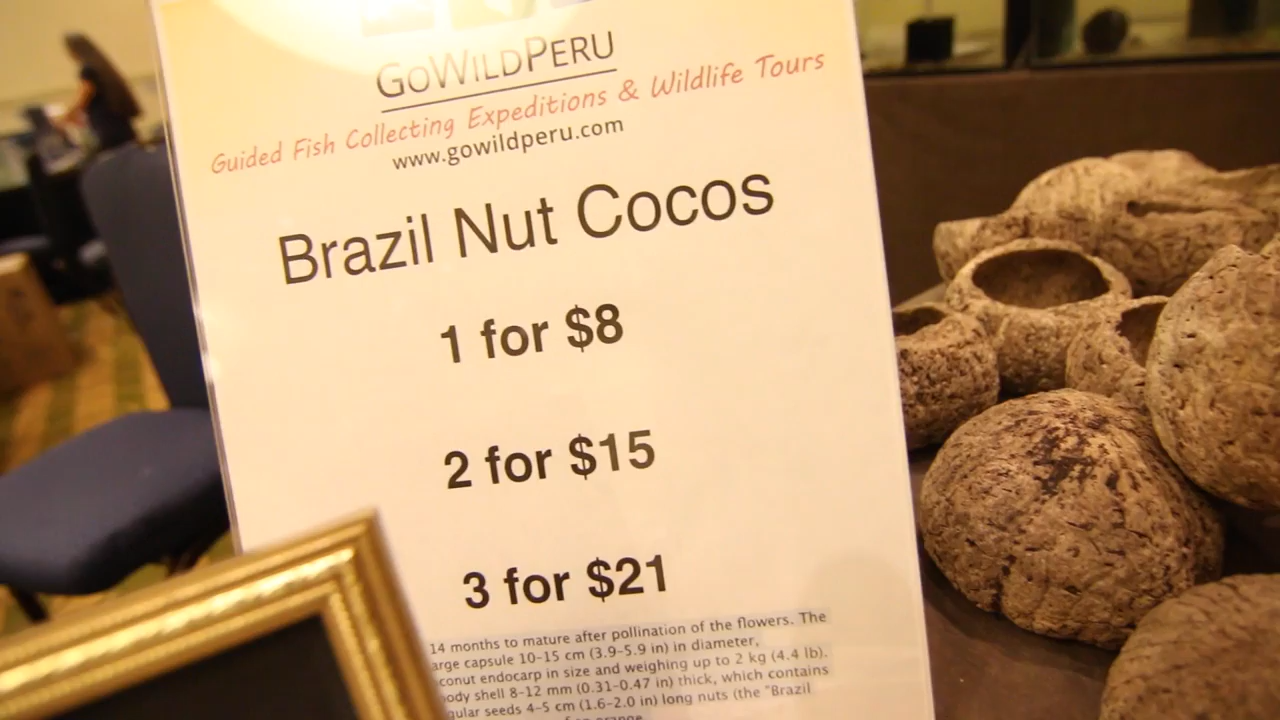 GoWildPeru
Guided Fish Collecting Expeditions & Wildlife Tours
www.gowildperu.com
Brazil Nut Cocos
1 for $8
2 for $15
3 for $21
14 months to mature after pollination of the flowers. The
capsule 10-15 cm (3.9-5.9 in) in diameter,
endocarp in size and weighing up to 2 kg (4.4 lb).
shell 8-12 mm (0.31-0.47 in) thick, which contains
seeds 4-5 cm (1.6-2.0 in) long nuts (the "Brazil